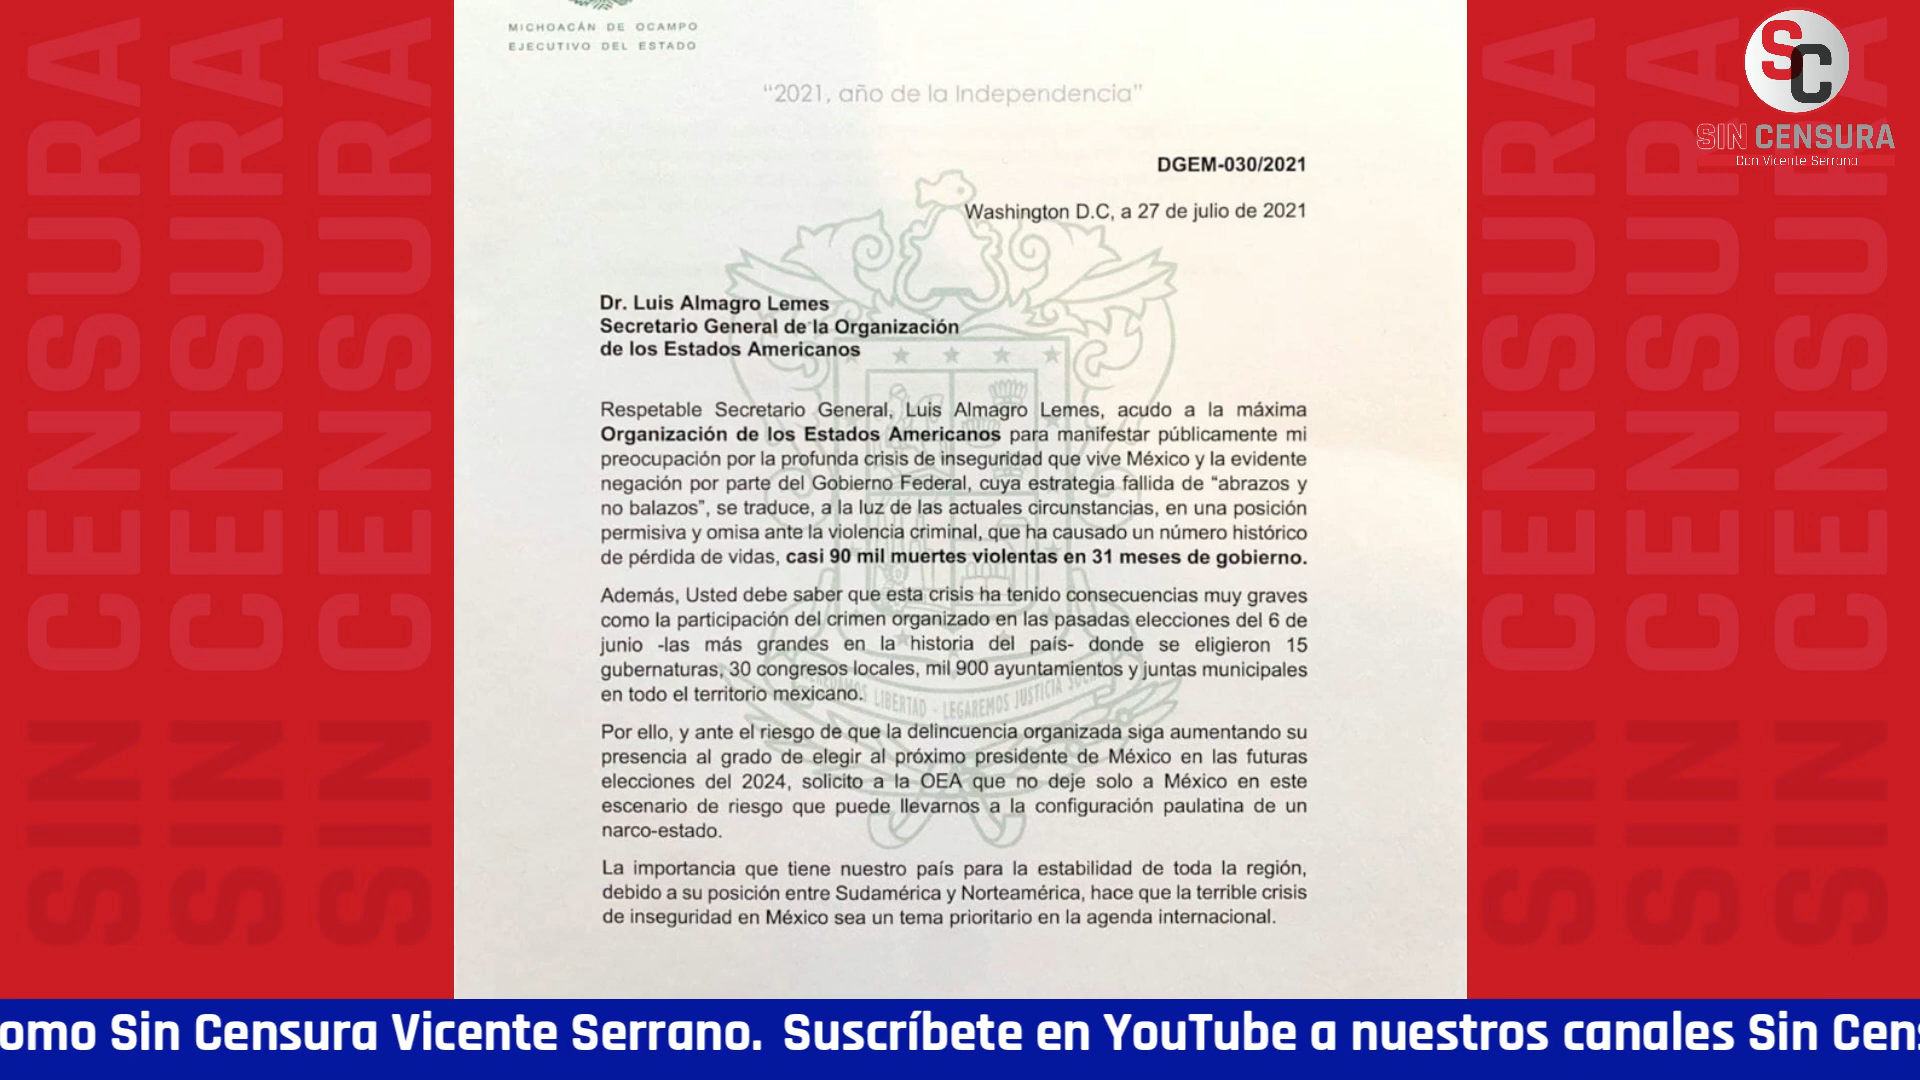 MICHOACÁN DE OCAMPO
EJECUTIVO DEL ESTADO
“2021, año de la Independencia”
DGEM-030/2021
Washington D.C, a 27 de julio de 2021
Dr. Luis Almagro Lemes
Secretario General de la Organización
de los Estados Americanos
Respetable Secretario General, Luis Almagro Lemes, acudo a la máxima
Organización de los Estados Americanos para manifestar públicamente mi
preocupación por la profunda crisis de inseguridad que vive México y la evidente
negación por parte del Gobierno Federal, cuya estrategia fallida de “abrazos y
no balazos”, se traduce, a la luz de las actuales circunstancias, en una posición
permisiva y omisa ante la violencia criminal, que ha causado un número histórico
de pérdida de vidas, casi 90 mil muertes violentas en 31 meses de gobierno.
Además, Usted debe saber que esta crisis ha tenido consecuencias muy graves
como la participación del crimen organizado en las pasadas elecciones del 6 de
junio -las más grandes en la historia del país- donde se eligieron 15
gubernaturas, 30 congresos locales, mil 900 ayuntamientos y juntas municipales
en todo el territorio mexicano.
LIBERTAD - LEGAREMOS JUSTICIA
Por ello, y ante el riesgo de que la delincuencia organizada siga aumentando su
presencia al grado de elegir al próximo presidente de México en las futuras
elecciones del 2024, solicito a la OEA que no deje solo a México en este
escenario de riesgo que puede llevarnos a la configuración paulatina de un
narco-estado.
La importancia que tiene nuestro país para la estabilidad de toda la región,
debido a su posición entre Sudamérica y Norteamérica, hace que la terrible crisis
de inseguridad en México sea un tema prioritario en la agenda internacional.
SIN CENSURA
SIN CENSURA
SIN CENSURA
SIN CENSURA
SIN CENSURA
SIN CENSURA
SC
SIN CENSURA
Con Vicente Serrano
omo Sin Censura Vicente Serrano. Suscríbete en YouTube a nuestros canales Sin Cens